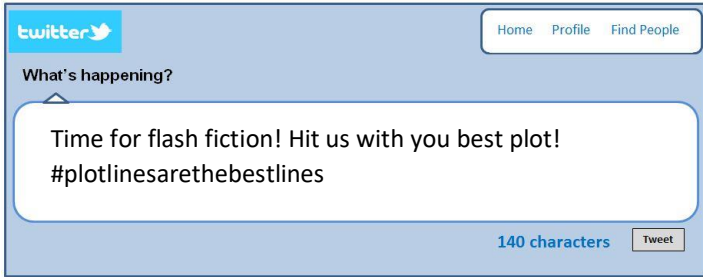 twitter
Home Profile Find People
What's happening?
Time for flash fiction! Hit us with you best plot!
#plotlinesarethebestlines
140 characters Tweet